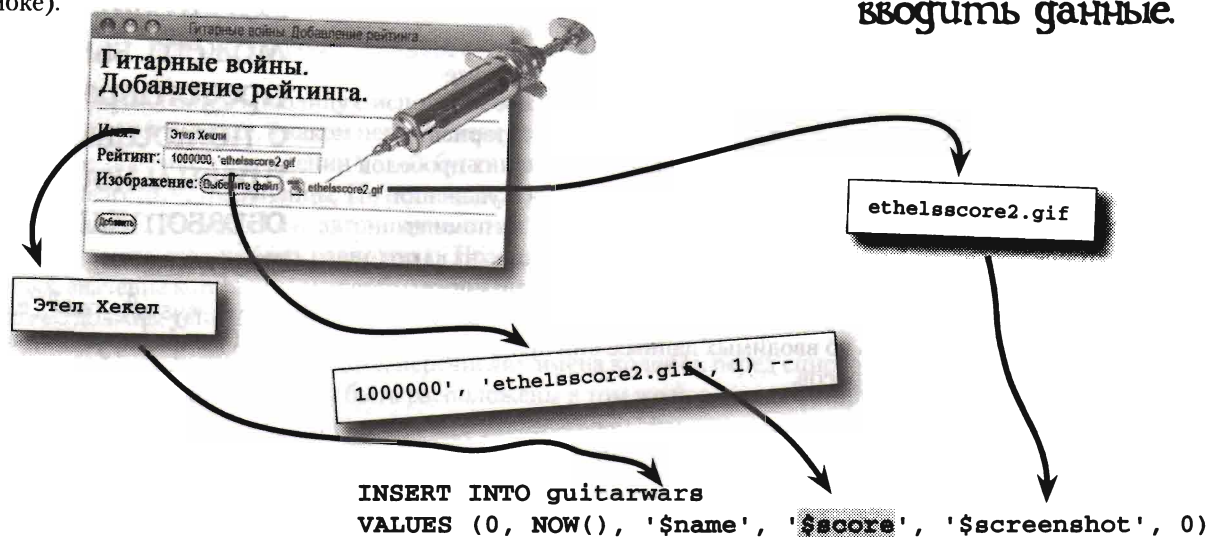 моке).
вводить данные.
Гитарные войны. Добавление рейтинга.
Гитарные войны.
Добавление рейтинга.
Имя: Этел Хекли
Рейтинг: 1000000, 'ethelsscore2.gif
Изображение: Выберите файл ethelsscore2.gif
Добавить
ethelsscore2.gif
Этел Хекел
1000000', 'ethelsscore2.gif', 1) --
INSERT INTO guitarwars
VALUES (0, NOW(), '$name', '$score', '$screenshot', 0)